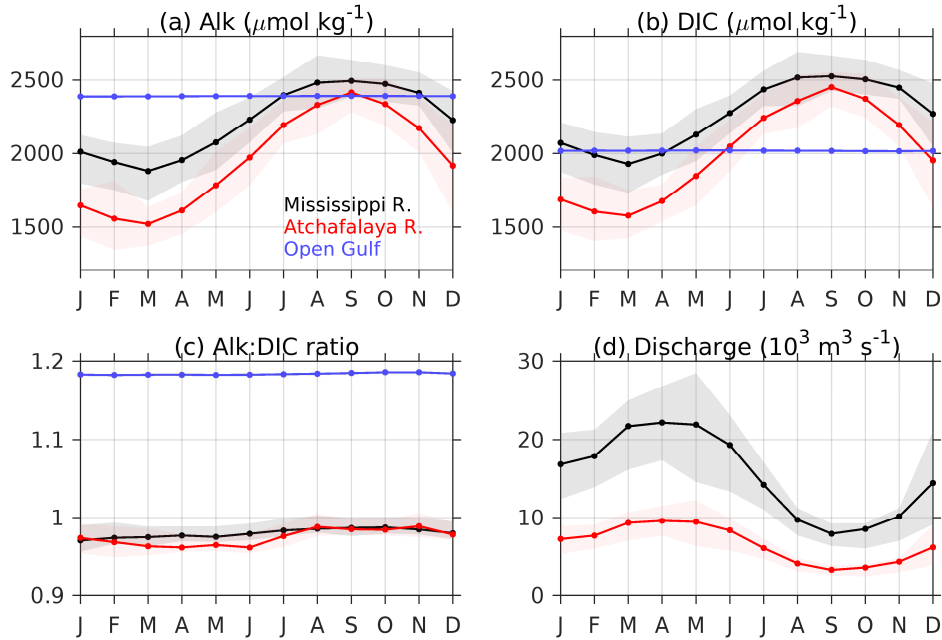 (a) Alk (μmol kg⁻¹)
2500
2000
1500
Mississippi R.
Atchafalaya R.
Open Gulf
J F M A M J J A S O N D
(b) DIC (μmol kg⁻¹)
2500
2000
1500
J F M A M J J A S O N D
(c) Alk:DIC ratio
1.2
1.1
1
0.9
J F M A M J J A S O N D
(d) Discharge (10³ m³ s⁻¹)
30
20
10
0
J F M A M J J A S O N D